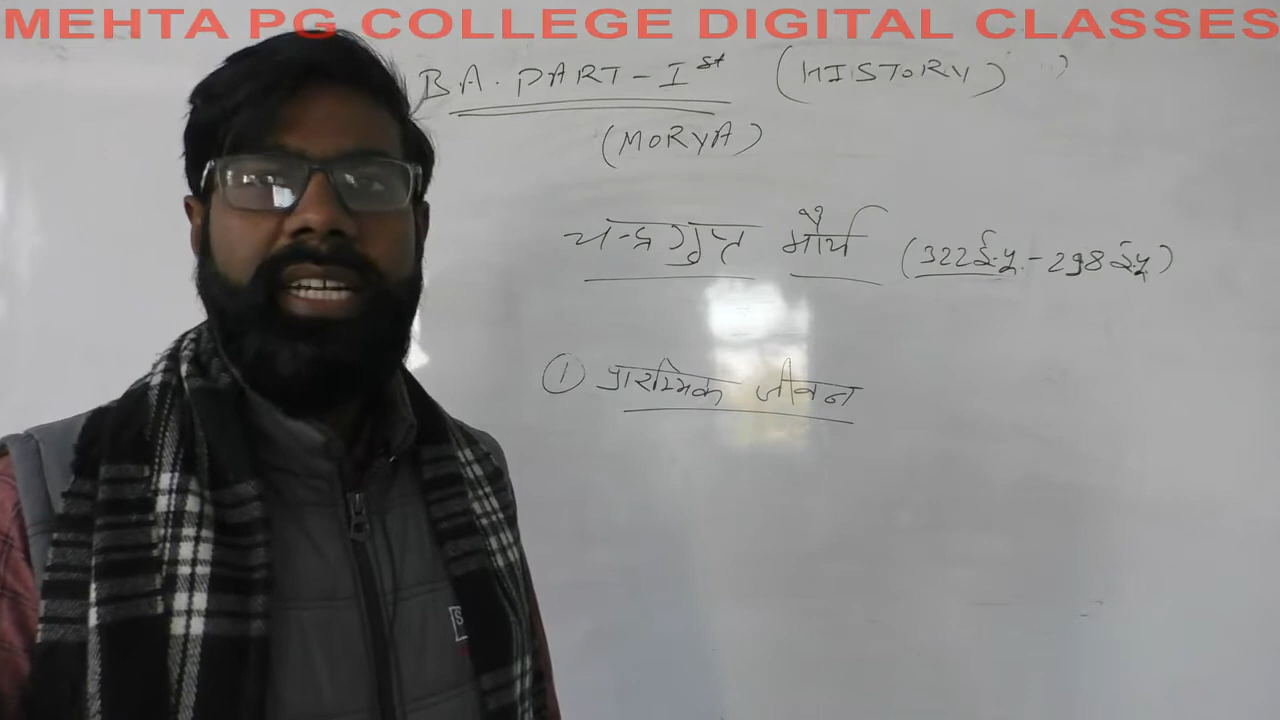 MEHTA PG COLLEGE DIGITAL CLASSES
B.A. PART-Ist (HISTORY)
(MORYA)
चन्द्रगुप्त मौर्य (322ई.पू.-298ई.पू)
① प्रारम्भिक जीवन
S